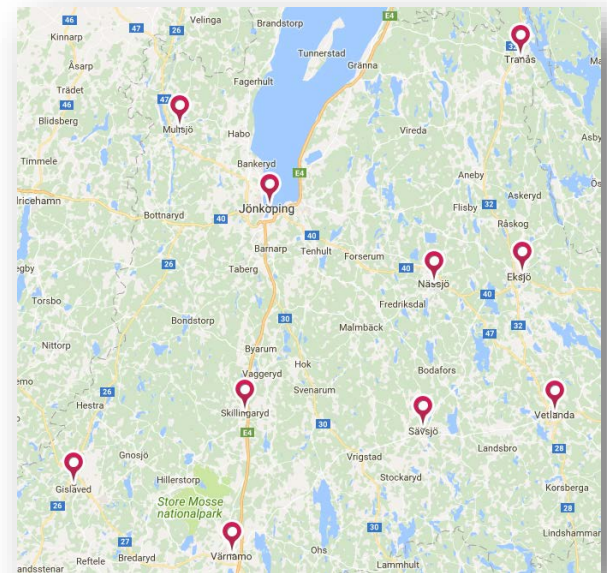 46
Velinga
Brandstorp
E4
Kinnarp
47
26
Tunnerstad
32
Tranås
Åsarp
Gränna
Trädet
Fagerhult
46
47
Blidsberg
Mullsjö
Habo
Vireda
Asby
Timmele
Bankeryd
E4
Aneby
Jönköping
Flisby
32
Askeryd
Bottnaryd
40
Råskog
40
Barnarp
Tenhult
Forserum
26
Taberg
40
Nässjö
Eksjö
Torsbo
40
Fredriksdal
Bondstorp
30
Malmbäck
32
47
Nittorp
Byarum
Hok
Bodafors
Vaggeryd
26
Svenarum
Hestra
Skillingaryd
30
Vetlanda
E4
Sävsjö
Gnosjö
Landsbro
28
Vrigstad
Gislaved
Hillerstorp
Stockaryd
Korsberga
26
Store Mosse
nationalpark
28
30
27
Lindshammar
Bredaryd
Värnamo
Ohs
Reftele
Lammhult